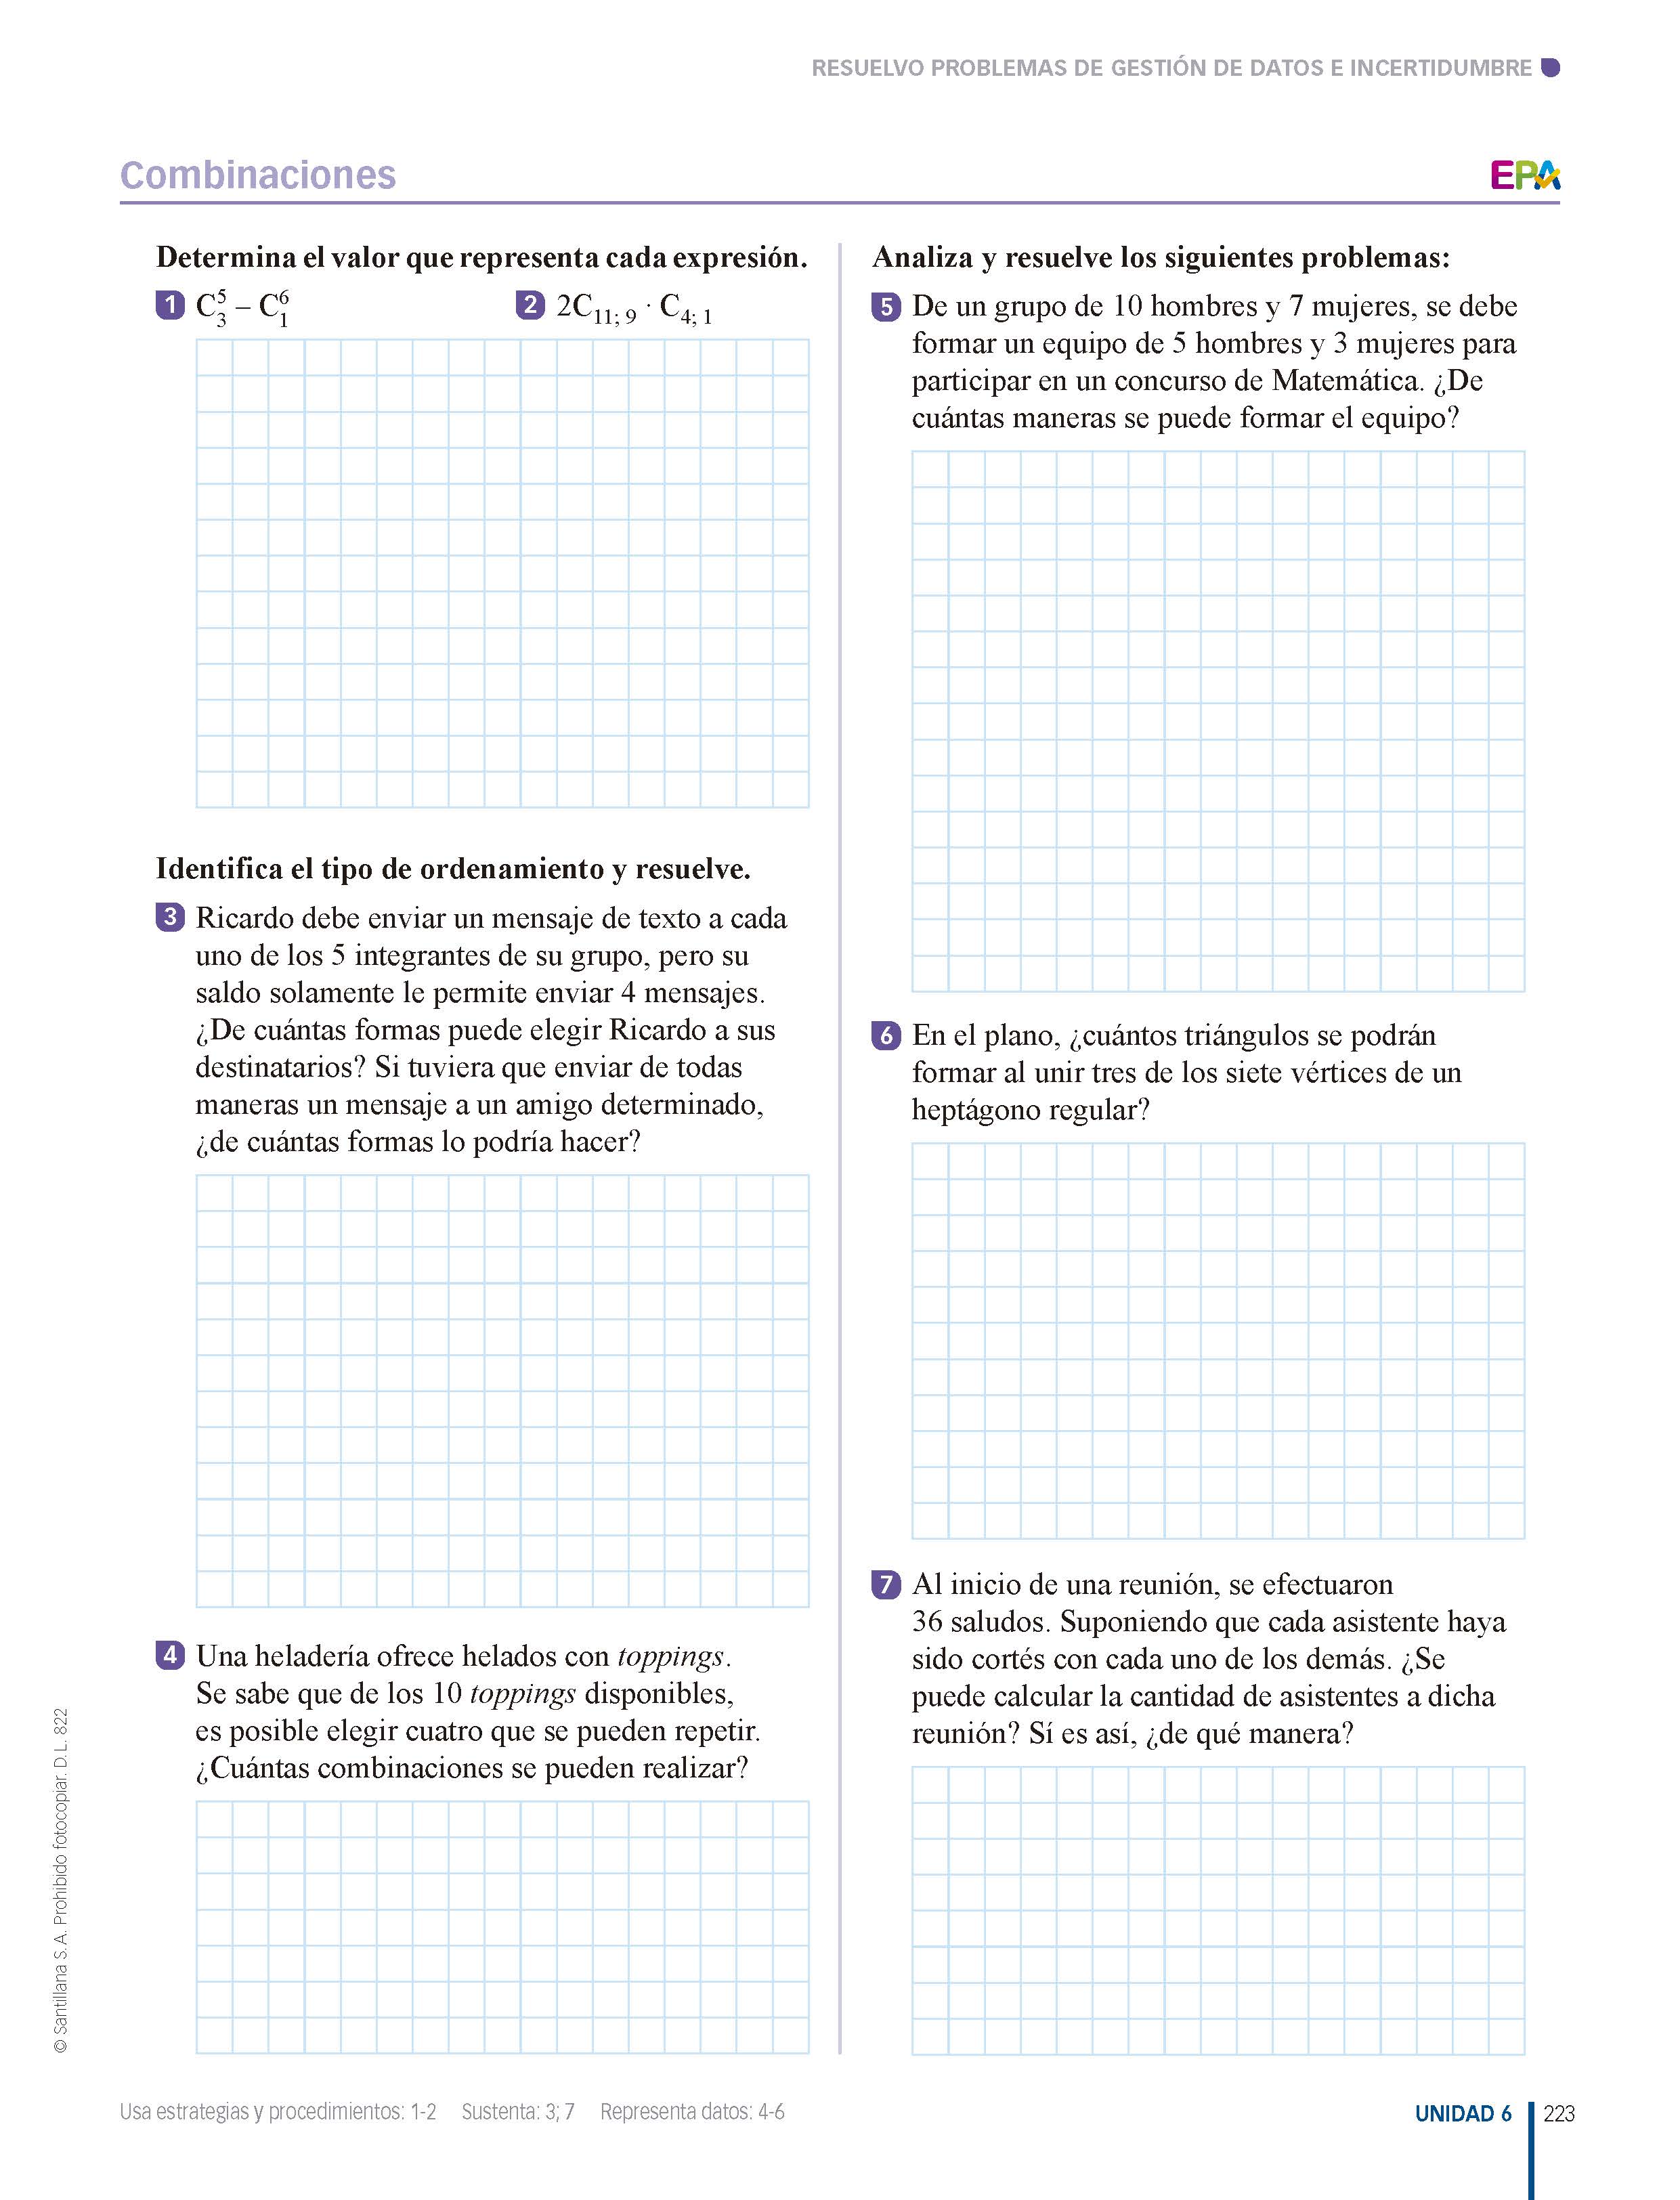 RESUELVO PROBLEMAS DE GESTIÓN DE DATOS E INCERTIDUMBRE
Combinaciones
EPA
Determina el valor que representa cada expresión.
1 C₃⁵ – C₁⁶
2 2C₁₁; ₉ · C₄; ₁
Identifica el tipo de ordenamiento y resuelve.
3 Ricardo debe enviar un mensaje de texto a cada
uno de los 5 integrantes de su grupo, pero su
saldo solamente le permite enviar 4 mensajes.
¿De cuántas formas puede elegir Ricardo a sus
destinatarios? Si tuviera que enviar de todas
maneras un mensaje a un amigo determinado,
¿de cuántas formas lo podría hacer?
4 Una heladería ofrece helados con toppings.
Se sabe que de los 10 toppings disponibles,
es posible elegir cuatro que se pueden repetir.
¿Cuántas combinaciones se pueden realizar?
Analiza y resuelve los siguientes problemas:
5 De un grupo de 10 hombres y 7 mujeres, se debe
formar un equipo de 5 hombres y 3 mujeres para
participar en un concurso de Matemática. ¿De
cuántas maneras se puede formar el equipo?
6 En el plano, ¿cuántos triángulos se podrán
formar al unir tres de los siete vértices de un
heptágono regular?
7 Al inicio de una reunión, se efectuaron
36 saludos. Suponiendo que cada asistente haya
sido cortés con cada uno de los demás. ¿Se
puede calcular la cantidad de asistentes a dicha
reunión? Sí es así, ¿de qué manera?
© Santillana S. A. Prohibido fotocopiar. D. L. 822
Usa estrategias y procedimientos: 1-2 Sustenta: 3; 7 Representa datos: 4-6
UNIDAD 6 223